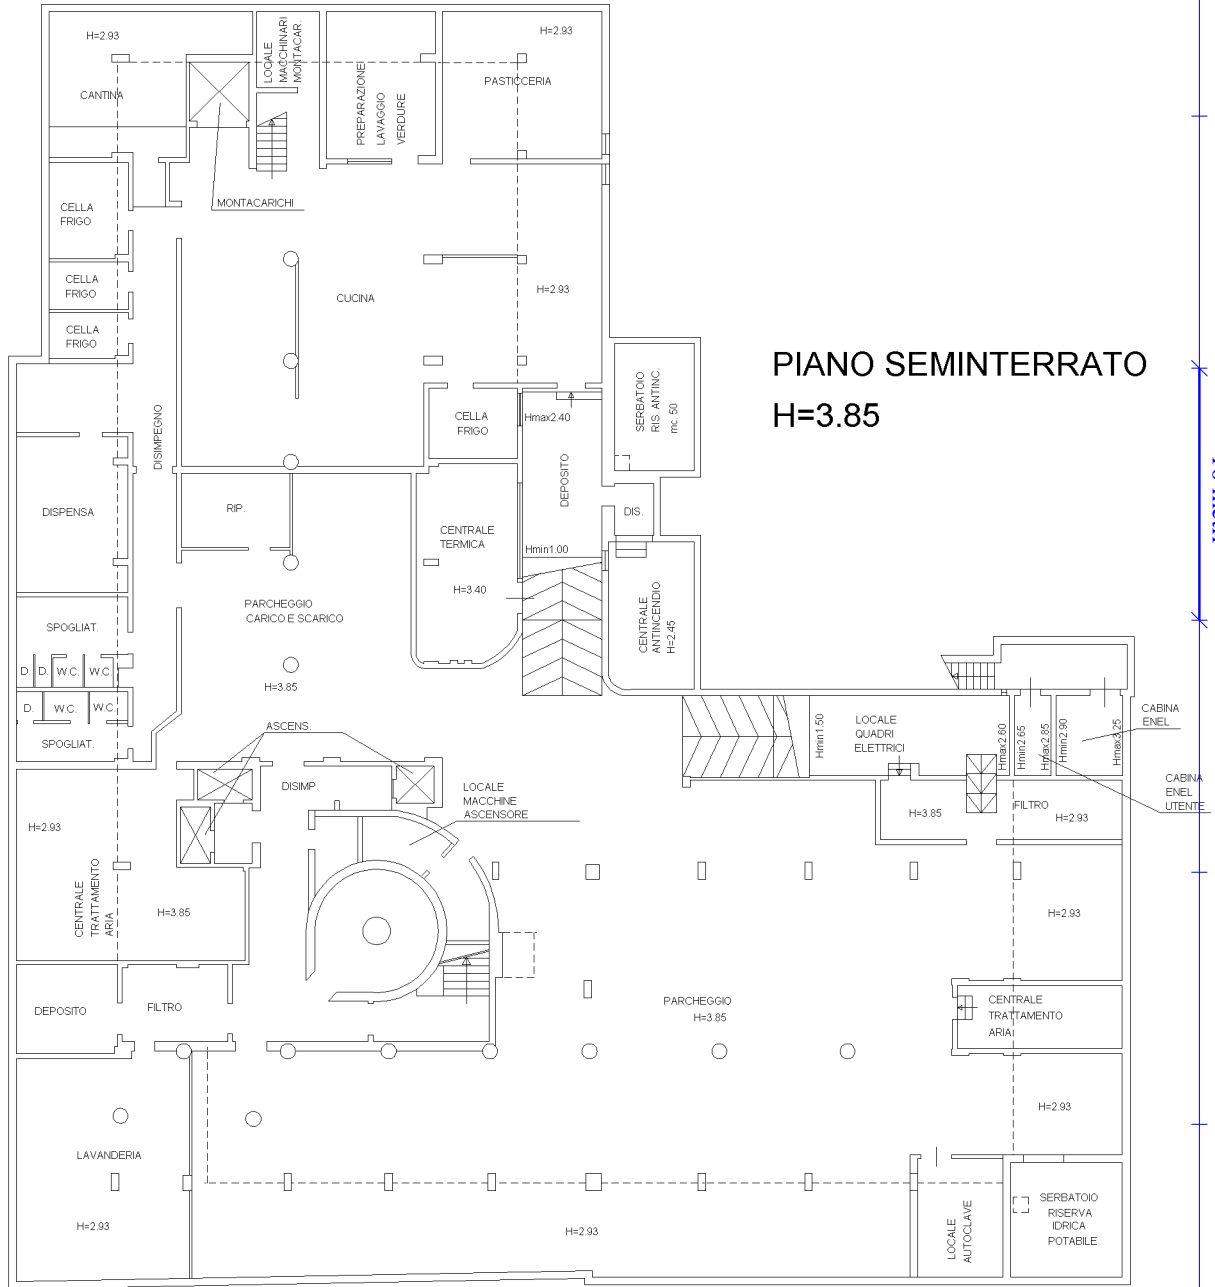 H=2.93
LOCALE
MACCHINARI
MONTACAR.
H=2.93
CANTINA
PREPARAZIONE
LAVAGGIO
VERDURE
PASTICCERIA
MONTACARICHI
CELLA
FRIGO
CELLA
FRIGO
CELLA
FRIGO
CUCINA
H=2.93
PIANO SEMINTERRATO
H=3.85
SERBATOIO
RIS. ANTINC.
mc. 50
DISIMPEGNO
CELLA
FRIGO
Hmax2.40
DEPOSITO
Hmin1.00
DISPENSA
RIP.
CENTRALE
TERMICA
H=3.40
DIS.
CENTRALE
ANTINCENDIO
H=2.45
PARCHEGGIO
CARICO E SCARICO
H=3.85
SPOGLIAT.
D.
D.
W.C.
W.C.
D.
W.C.
W.C.
SPOGLIAT.
ASCENS.
DISIMP.
LOCALE
MACCHINE
ASCENSORE
Hmin1.50
LOCALE
QUADRI
ELETTRICI
Hmax2.60
Hmin2.65
Hmax2.85
Hmin2.90
Hmax3.25
CABINA
ENEL
CABINA
ENEL
UTENTE
H=3.85
FILTRO
H=2.93
H=2.93
CENTRALE
TRATTAMENTO
ARIA
H=3.85
H=2.93
DEPOSITO
FILTRO
PARCHEGGIO
H=3.85
CENTRALE
TRATTAMENTO
ARIA
H=2.93
LAVANDERIA
H=2.93
H=2.93
LOCALE
AUTOCLAVE
SERBATOIO
RISERVA
IDRICA
POTABILE